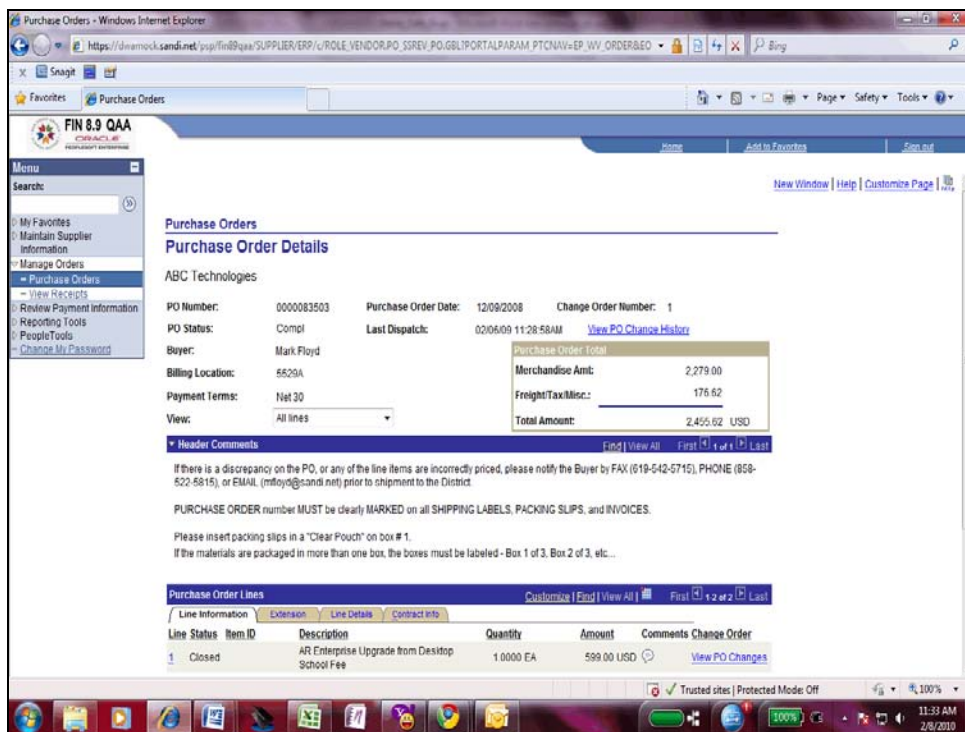 Purchase Orders - Windows Internet Explorer
https://dwarnock.sandi.net/psp/fin89qaa/SUPPLIER/ERP/c/ROLE_VENDOR.PO_SSREV_PO.GBL?PORTALPARAM_PTCNAV=EP_WV_ORDER&EO
Bing
x Snagit
Favorites Purchase Orders Page Safety Tools
FIN 8.9 QAA
ORACLE
PEOPLESOFT ENTERPRISE
Home Add to Favorites Sign out
Menu
Search:
New Window | Help | Customize Page |
My Favorites
Maintain Supplier Information
Manage Orders
- Purchase Orders
- View Receipts
Review Payment Information
Reporting Tools
PeopleTools
- Change My Password
Purchase Orders
Purchase Order Details
ABC Technologies
PO Number: 0000083503 Purchase Order Date: 12/09/2008 Change Order Number: 1
PO Status: Compl Last Dispatch: 02/06/09 11:28:58AM View PO Change History
Buyer: Mark Floyd Purchase Order Total
Billing Location: 5529A Merchandise Amt: 2,279.00
Payment Terms: Net 30 Freight/Tax/Misc.: 176.62
View: All lines Total Amount: 2,455.62 USD
Header Comments Find | View All First 1 of 1 Last
If there is a discrepancy on the PO, or any of the line items are incorrectly priced, please notify the Buyer by FAX (619-542-5715), PHONE (858-
522-5815), or EMAIL (mfloyd@sandi.net) prior to shipment to the District.
PURCHASE ORDER number MUST be clearly MARKED on all SHIPPING LABELS, PACKING SLIPS, and INVOICES.
Please insert packing slips in a "Clear Pouch" on box # 1.
If the materials are packaged in more than one box, the boxes must be labeled - Box 1 of 3, Box 2 of 3, etc...
Purchase Order Lines Customize | Find | View All | First 1-2 of 2 Last
Line Information Extension Line Details Contract Info
Line Status Item ID Description Quantity Amount Comments Change Order
1 Closed AR Enterprise Upgrade from Desktop School Fee 1.0000 EA 599.00 USD View PO Changes
Trusted sites | Protected Mode: Off 100%
100% 11:33 AM
2/8/2010